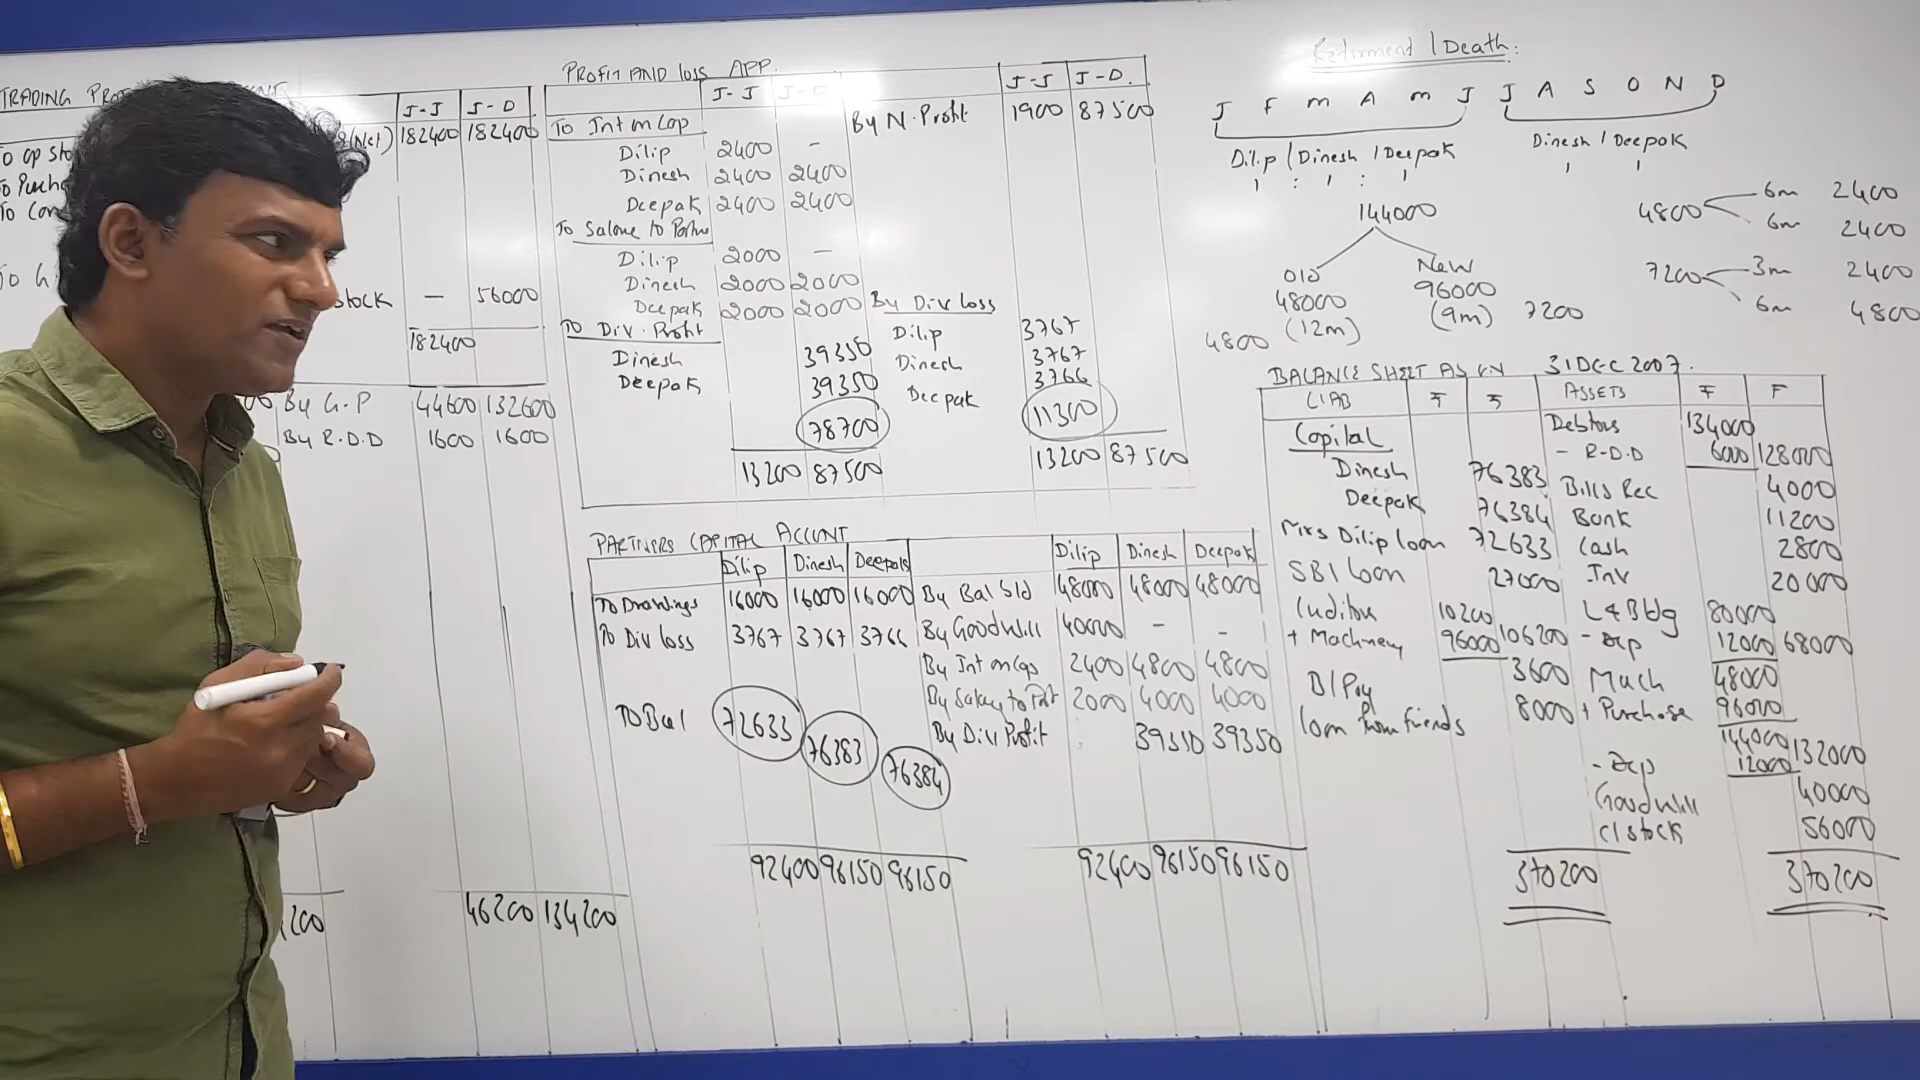 TRADING PRO
J-J J-D
(Net) 182400 182400
To op sto
To Purch
To Con
To G
stock — 56000
182400
By G.P 44600 132600
By R.D.D 1600 1600
200 46200 134200
PROFIT AND LOSS APP.
J-J J-D J-J J-D.
To Int on Cap By N.Profit 1900 87500
Dilip 2400 -
Dinesh 2400 2400
Deepak 2400 2400
To Salare to Partne
Dilip 2000 -
Dinesh 2000 2000
Deepak 2000 2000 By Div loss
To Div. Profit Dilip 3767
Dinesh 39350 Dinesh 3767
Deepak 39350 Deepak 3766
78700 11300
13200 87500 13200 87500
PARTNERS CAPITAL ACCOUNT
Dilip Dinesh Deepak Dilip Dinesh Deepak
To Drawings 16000 16000 16000 By Bal b/d 48000 48000 48000
To Div loss 3767 3767 3766 By Goodwill 40000 - -
By Int on Cap 2400 4800 4800
By Salary to Part 2000 4000 4000
To Bal 72633 76383 76384 By Div Profit 39350 39350
92400 96150 96150 92400 96150 96150
Retirement / Death:
J F m A m J J A S O N D
Dilip / Dinesh / Deepak Dinesh / Deepak
1 : 1 : 1 1 1
144000
Old New
48000 96000
(12m) (9m)
4800 7200
4800 6m 2400
6m 2400
7200 3m 2400
6m 4800
BALANCE SHEET AS ON 31 DEC 2007.
LIAB ₹ ₹ ASSETS ₹ ₹
Capital Debtors 134000
Dinesh 76383 - R.D.D 6000 128000
Deepak 76384 Bills Rec 4000
Mrs Dilip loan 72633 Bank 11200
SBI loan 27000 Cash 2800
Creditors 10200 Inv 20000
+ Machinery 96000 106200 L & Bldg 80000
B/Pay 3600 - Dep 12000 68000
loan from friends 8000 Mach 48000
+ Purchase 96000
144000 132000
- Dep 12000
Goodwill 40000
C/stock 56000
370200 370200